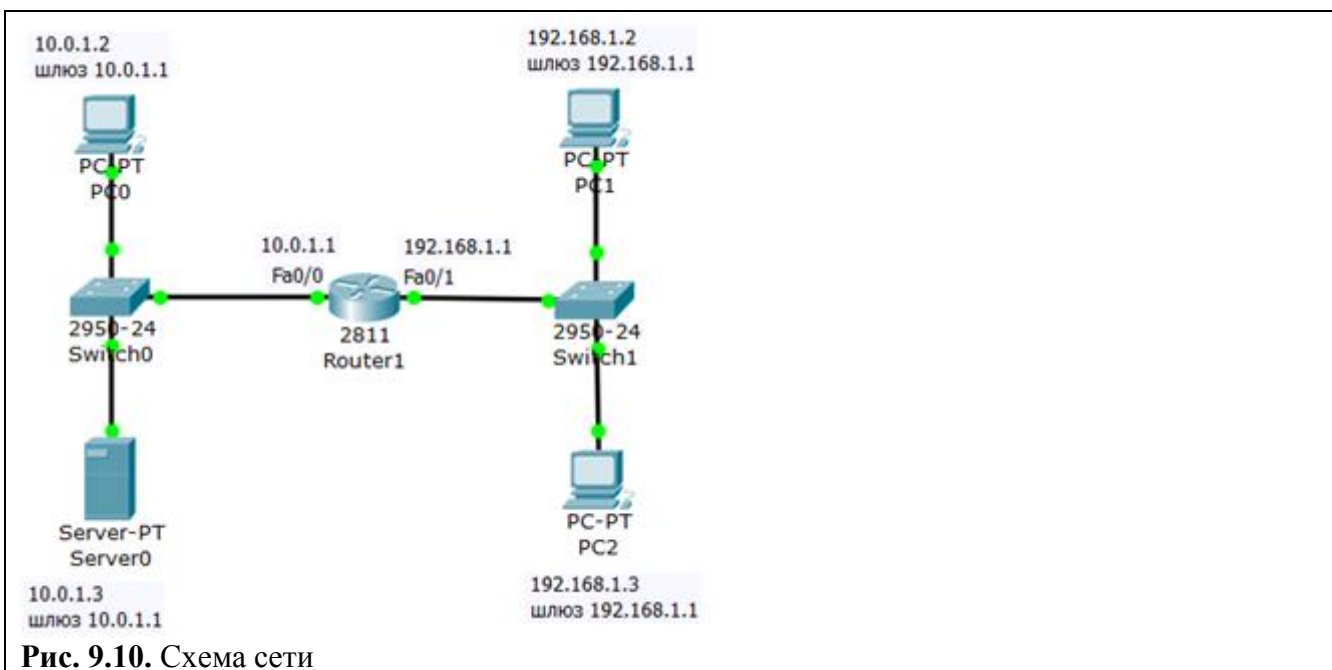 10.0.1.2
шлюз 10.0.1.1
PC-PT
PC0
192.168.1.2
шлюз 192.168.1.1
PC-PT
PC1
10.0.1.1
Fa0/0
192.168.1.1
Fa0/1
2950-24
Switch0
2811
Router1
2950-24
Switch1
Server-PT
Server0
10.0.1.3
шлюз 10.0.1.1
PC-PT
PC2
192.168.1.3
шлюз 192.168.1.1
Рис. 9.10. Схема сети